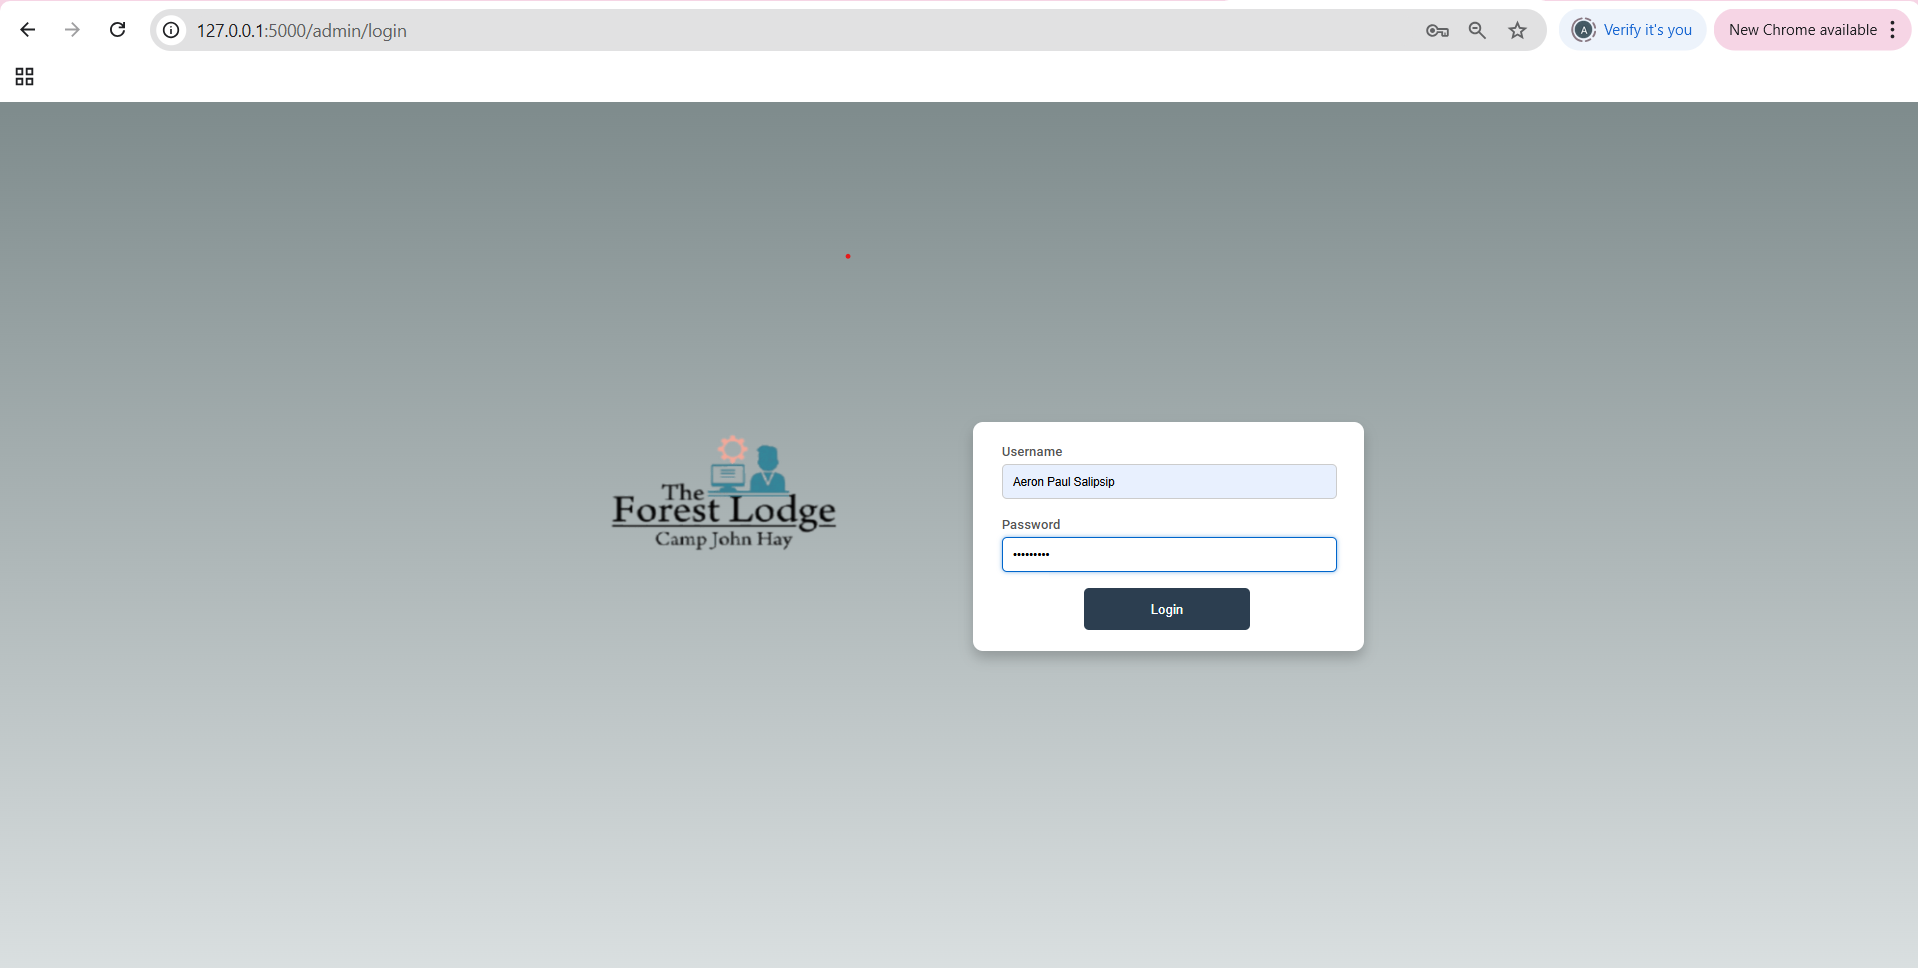 127.0.0.1:5000/admin/login
A
Verify it's you
New Chrome available
The
Forest Lodge
Camp John Hay
Username
Aeron Paul Salipsip
Password
•••••••••
Login